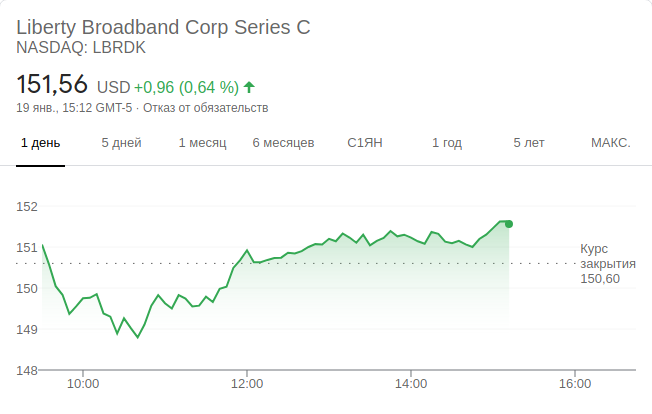 Liberty Broadband Corp Series C
NASDAQ: LBRDK
151,56 USD +0,96 (0,64 %)
19 янв., 15:12 GMT-5 · Отказ от обязательств
1 день 5 дней 1 месяц 6 месяцев С1ЯН 1 год 5 лет МАКС.
152
151
150
149
148
Курс
закрытия
150,60
10:00 12:00 14:00 16:00